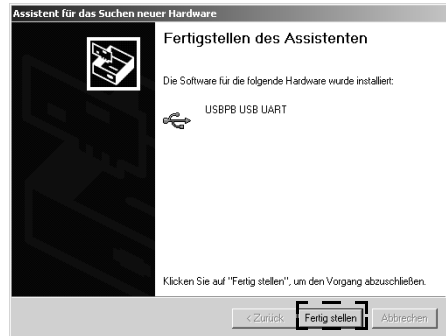 Assistent für das Suchen neuer Hardware
Fertigstellen des Assistenten
Die Software für die folgende Hardware wurde installiert:
USBPB USB UART
Klicken Sie auf "Fertig stellen", um den Vorgang abzuschließen.
< Zurück
Fertig stellen
Abbrechen